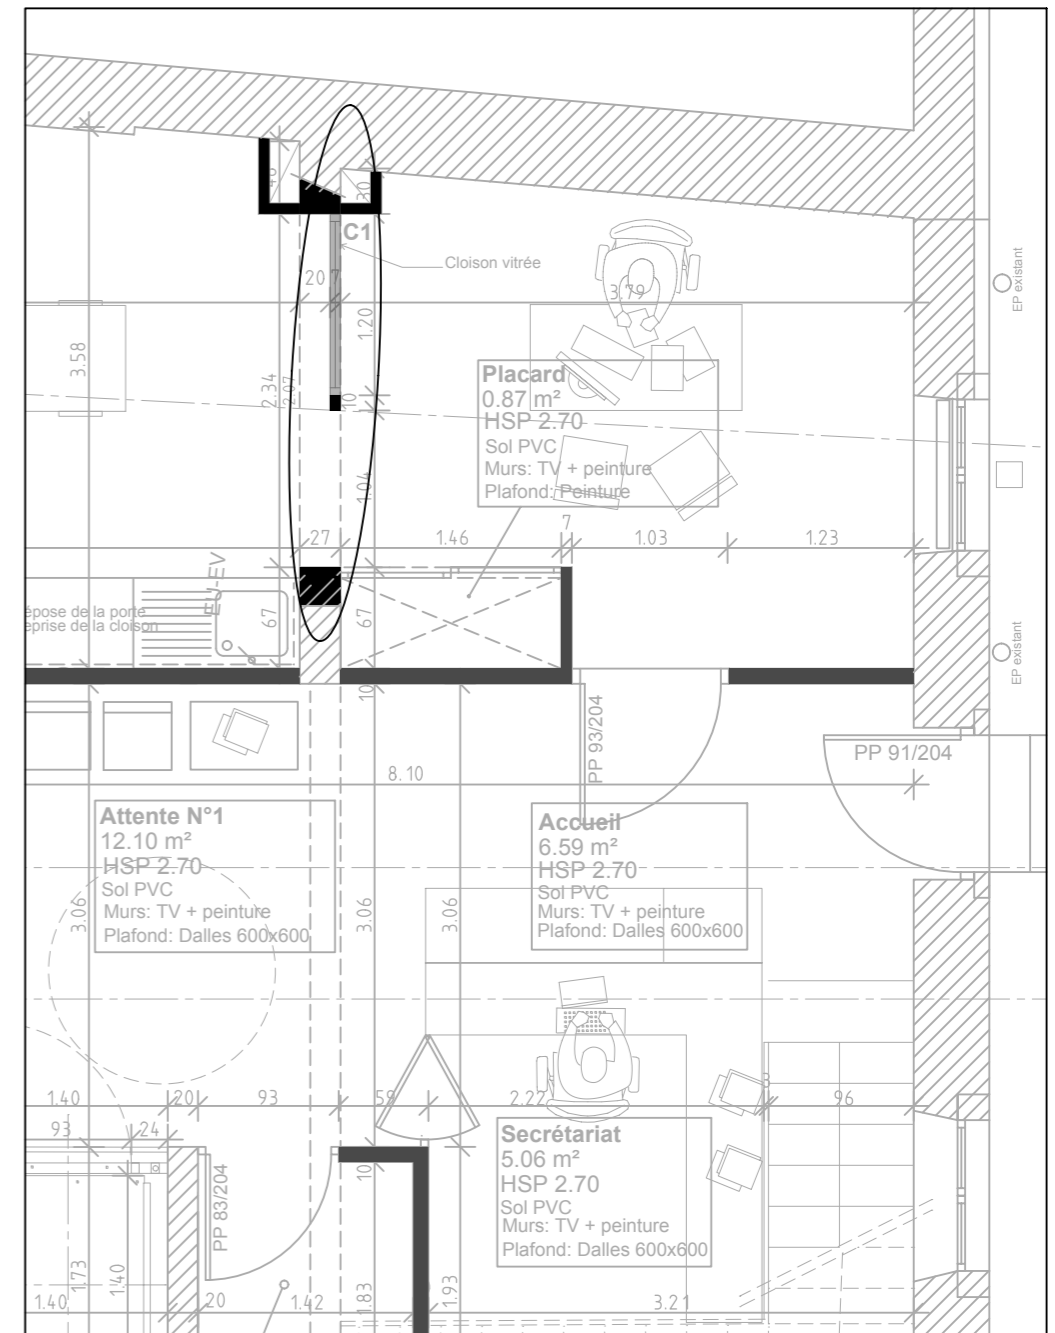 46
30
C1
Cloison vitrée
20
7
3.79
EP existant
1.20
3.58
2.34
2.07
10
Placard
0.87 m²
HSP 2.70
Sol PVC
Murs: TV + peinture
Plafond: Peinture
1.04
27
1.46
7
1.03
1.23
EU-EV
épose de la porte
eprise de la cloison
67
67
EP existant
10
PP 93/204
PP 91/204
8.10
Attente N°1
12.10 m²
HSP 2.70
Sol PVC
Murs: TV + peinture
Plafond: Dalles 600x600
Accueil
6.59 m²
HSP 2.70
Sol PVC
Murs: TV + peinture
Plafond: Dalles 600x600
3.06
3.06
3.06
1.40
20
93
59
2.22
3
96
93
24
Secrétariat
5.06 m²
HSP 2.70
Sol PVC
Murs: TV + peinture
Plafond: Dalles 600x600
10
PP 83/204
1.73
1.40
1.83
1.93
1.40
20
1.42
3.21